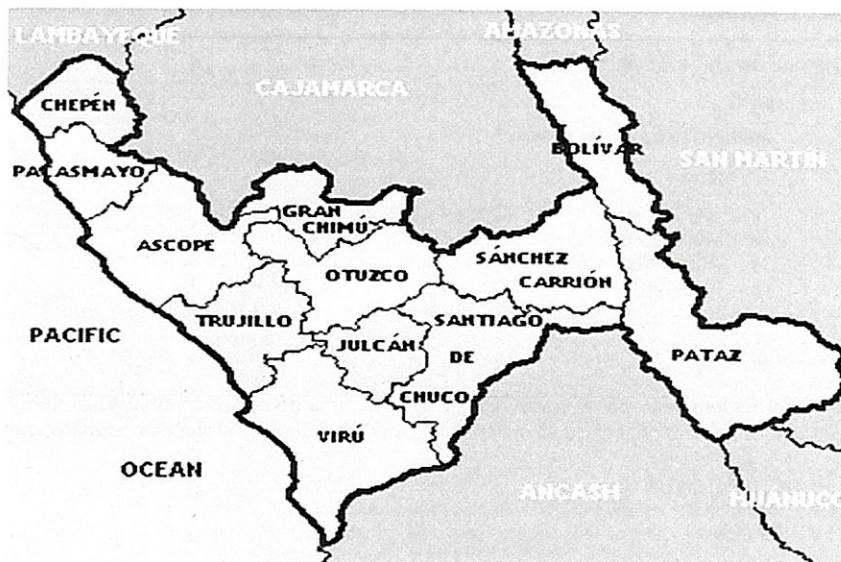 LAMBAYEQUE
AMAZONAS
CAJAMARCA
CHEPÉN
BOLÍVAR
SAN MARTÍN
PACASMAYO
GRAN
CHIMÚ
ASCOPE
SÁNCHEZ
CARRIÓN
OTUZCO
TRUJILLO
SANTIAGO
DE
CHUCO
PACIFIC
OCEAN
JULCÁN
PATAZ
VIRÚ
ANCASH
HUÁNUCO